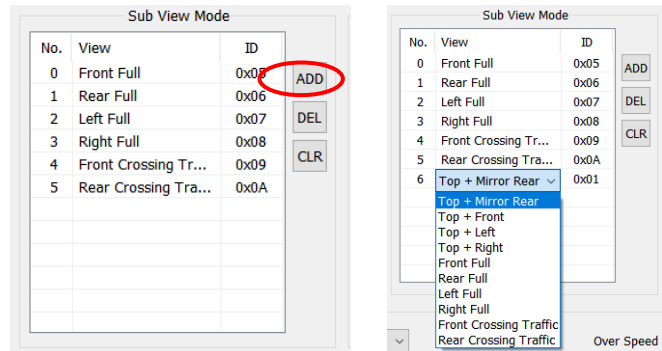 Sub View Mode
No. View ID
0 Front Full 0x05
1 Rear Full 0x06
2 Left Full 0x07
3 Right Full 0x08
4 Front Crossing Tr... 0x09
5 Rear Crossing Tra... 0x0A
ADD
DEL
CLR
Sub View Mode
No. View ID
0 Front Full 0x05
1 Rear Full 0x06
2 Left Full 0x07
3 Right Full 0x08
4 Front Crossing Tr... 0x09
5 Rear Crossing Tra... 0x0A
6 Top + Mirror Rear 0x01
Top + Mirror Rear
Top + Front
Top + Left
Top + Right
Front Full
Rear Full
Left Full
Right Full
Front Crossing Traffic
Rear Crossing Traffic
ADD
DEL
CLR
Over Speed